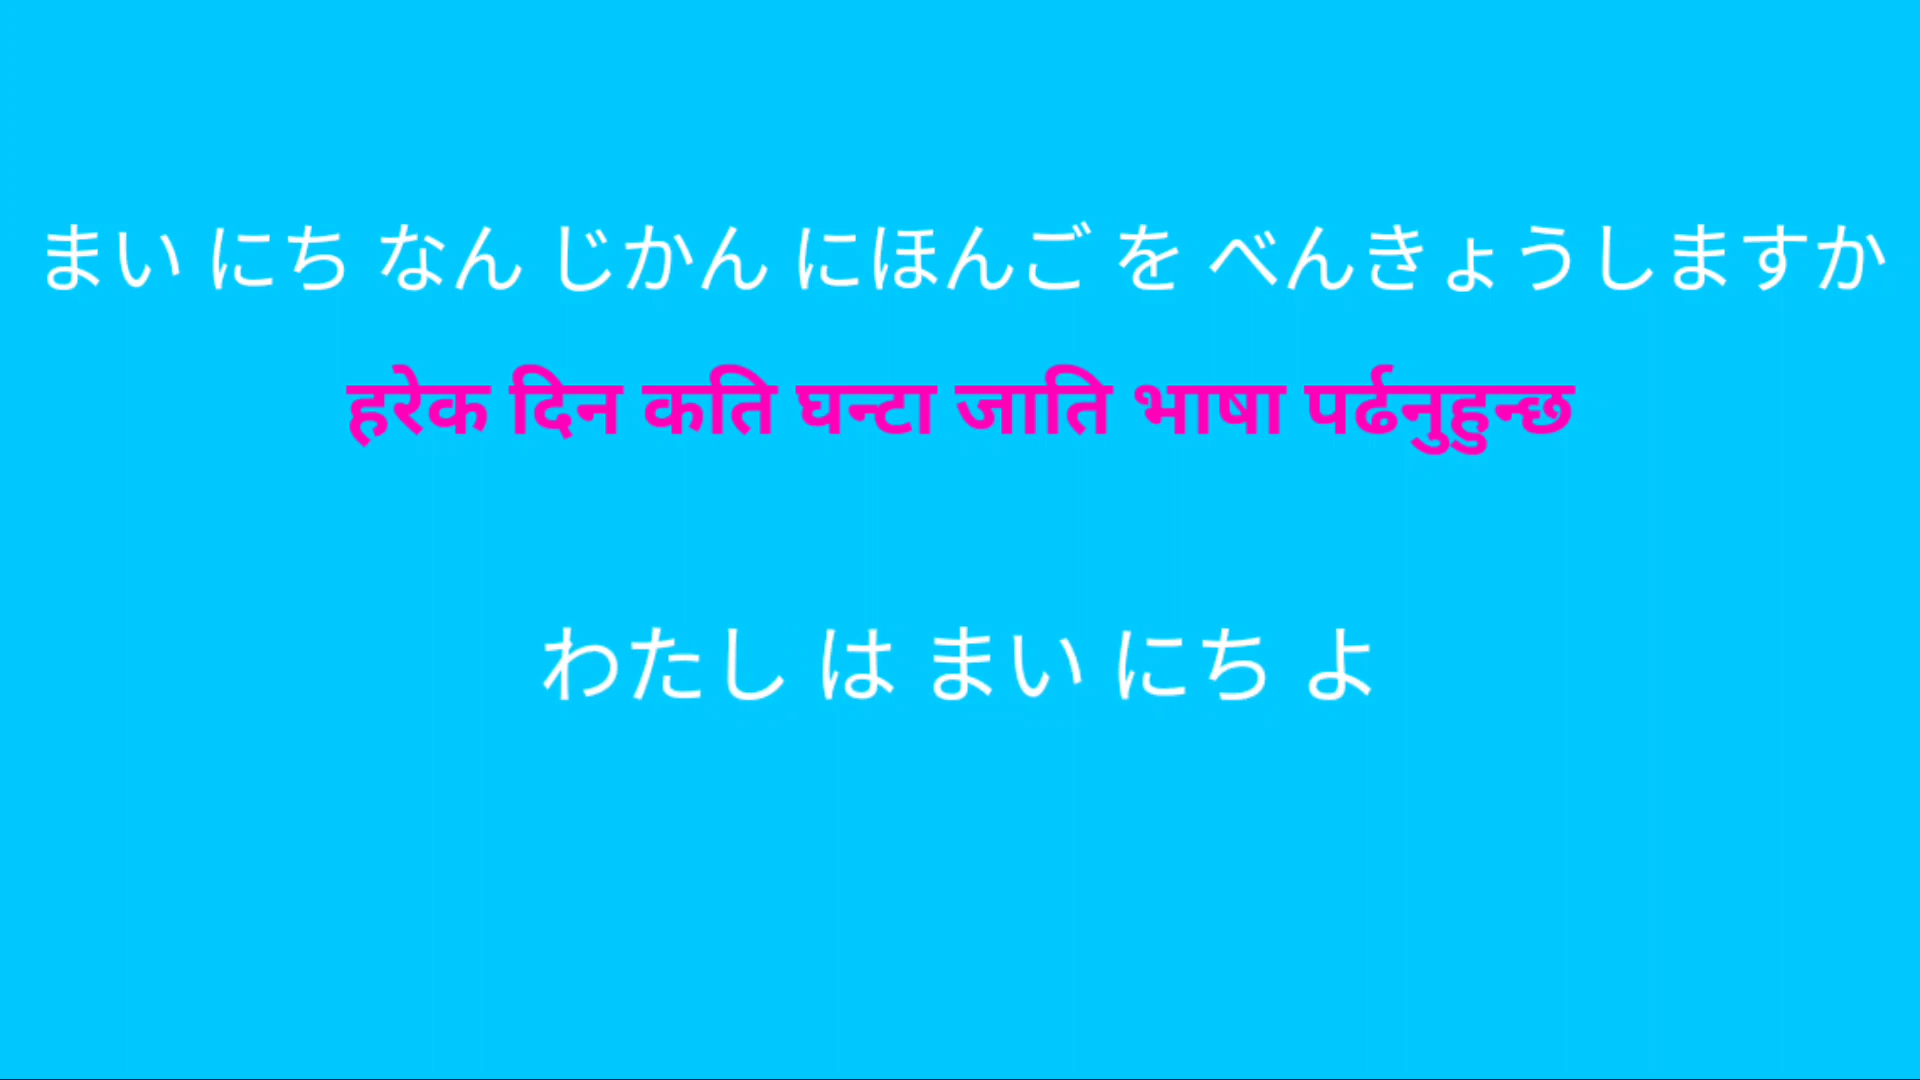 まい にち なん じかん にほんご を べんきょうしますか
हरेक दिन कति घन्टा जाति भाषा पर्ढनुहुन्छ
わたし は まい にち よ